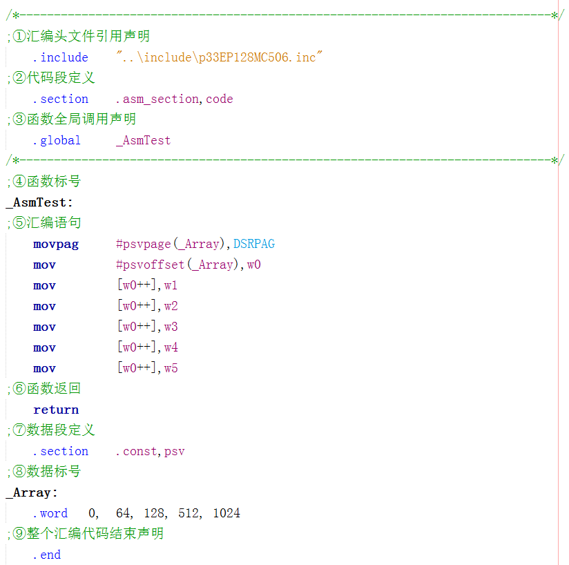 /*-----------------------------------------------------------------------------*/
;①汇编头文件引用声明
.include "..\include\p33EP128MC506.inc"
;②代码段定义
.section .asm_section,code
;③函数全局调用声明
.global _AsmTest
/*-----------------------------------------------------------------------------*/
;④函数标号
_AsmTest:
;⑤汇编语句
movpag #psvpage(_Array),DSRPAG
mov #psvoffset(_Array),w0
mov [w0++],w1
mov [w0++],w2
mov [w0++],w3
mov [w0++],w4
mov [w0++],w5
;⑥函数返回
return
;⑦数据段定义
.section .const,psv
;⑧数据标号
_Array:
.word 0, 64, 128, 512, 1024
;⑨整个汇编代码结束声明
.end